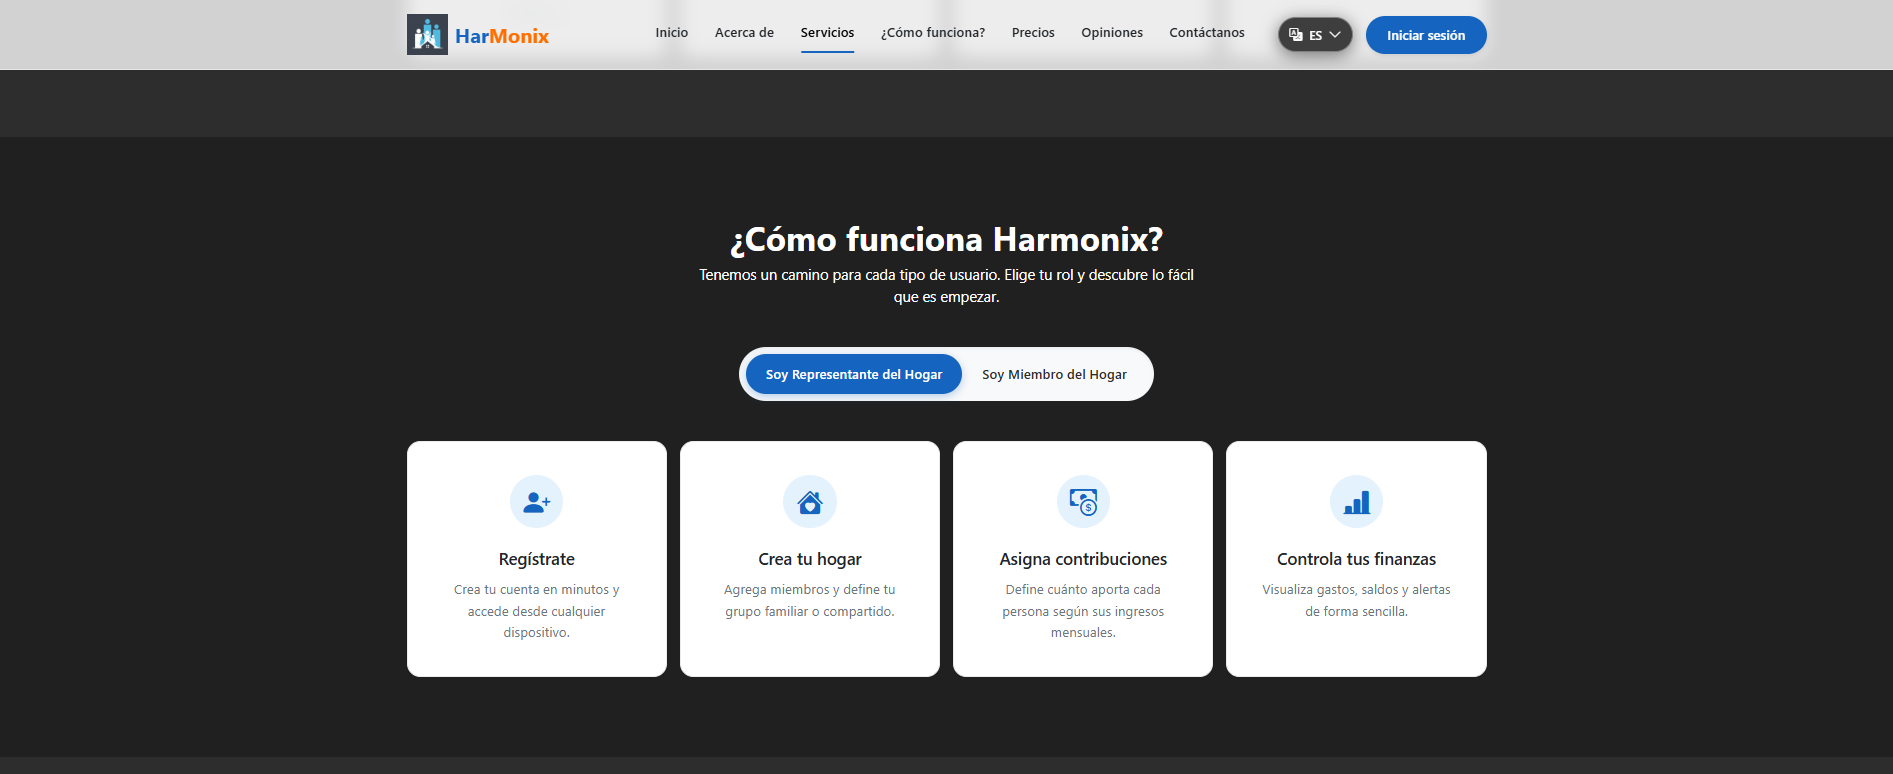 HarMonix
Inicio
Acerca de
Servicios
¿Cómo funciona?
Precios
Opiniones
Contáctanos
ES
Iniciar sesión
¿Cómo funciona Harmonix?
Tenemos un camino para cada tipo de usuario. Elige tu rol y descubre lo fácil
que es empezar.
Soy Representante del Hogar
Soy Miembro del Hogar
Regístrate
Crea tu cuenta en minutos y
accede desde cualquier
dispositivo.
Crea tu hogar
Agrega miembros y define tu
grupo familiar o compartido.
Asigna contribuciones
Define cuánto aporta cada
persona según sus ingresos
mensuales.
Controla tus finanzas
Visualiza gastos, saldos y alertas
de forma sencilla.